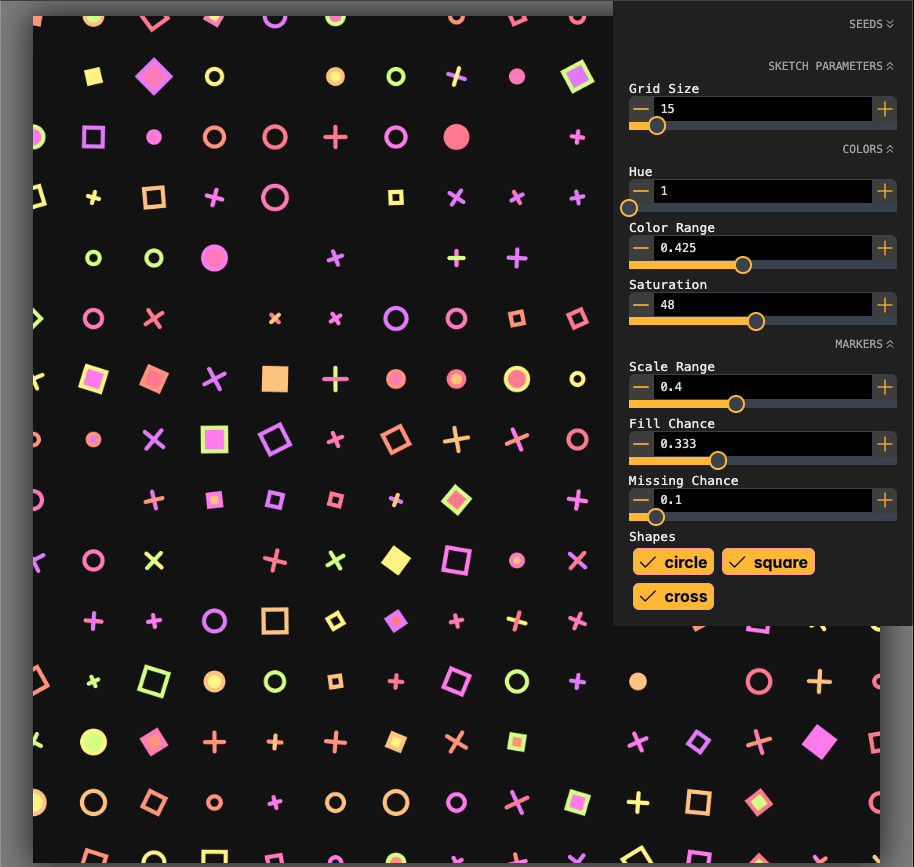 SEEDS
SKETCH PARAMETERS
Grid Size
15
COLORS
Hue
1
Color Range
0.425
Saturation
48
MARKERS
Scale Range
0.4
Fill Chance
0.333
Missing Chance
0.1
Shapes
circle square
cross